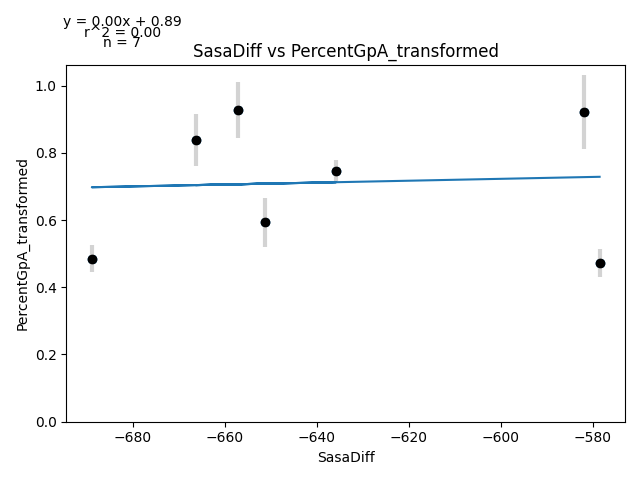 y = 0.00x + 0.89
r^2 = 0.00
n = 7
SasaDiff vs PercentGpA_transformed
PercentGpA_transformed
1.0
0.8
0.6
0.4
0.2
0.0
−680
−660
−640
−620
−600
−580
SasaDiff